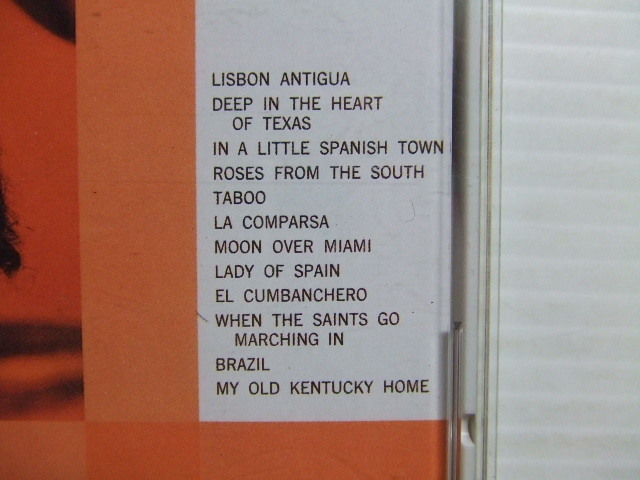 LISBON ANTIGUA
DEEP IN THE HEART
OF TEXAS
IN A LITTLE SPANISH TOWN
ROSES FROM THE SOUTH
TABOO
LA COMPARSA
MOON OVER MIAMI
LADY OF SPAIN
EL CUMBANCHERO
WHEN THE SAINTS GO
MARCHING IN
BRAZIL
MY OLD KENTUCKY HOME